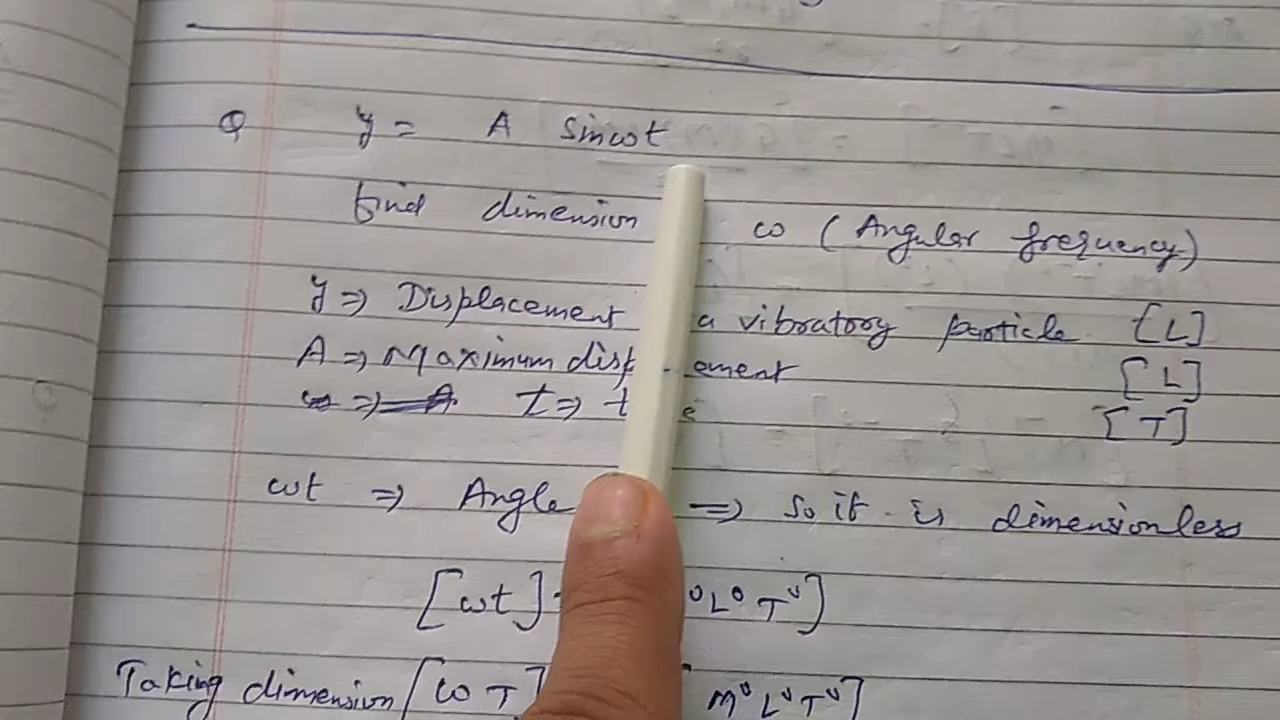 Q y = A sinωt
find dimension ω (Angular frequency)
y ⇒ Displacement a vibratory particle [L]
A ⇒ Maximum disp ement [L]
t ⇒ t e [T]
ωt ⇒ Angle ⇒ So it is dimensionless
[ωt] ⁰L⁰T⁰]
Taking dimension [ω T] M⁰L⁰T⁰]